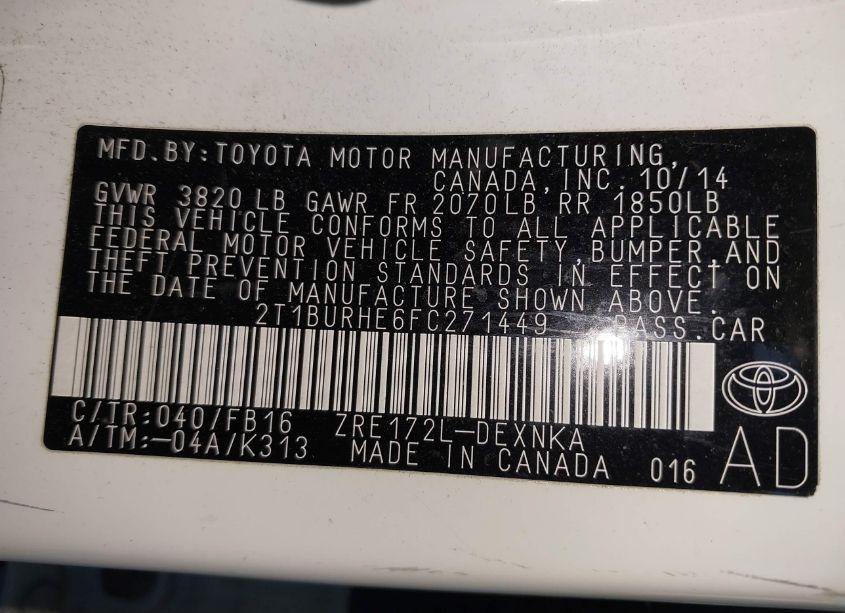 MFD.BY:TOYOTA MOTOR MANUFACTURING,
CANADA,INC. 10/14
GVWR 3820 LB GAWR FR 2070LB RR 1850LB
THIS VEHICLE CONFORMS TO ALL APPLICABLE
FEDERAL MOTOR VEHICLE SAFETY,BUMPER,AND
THEFT PREVENTION STANDARDS IN EFFECT ON
THE DATE OF MANUFACTURE SHOWN ABOVE.
2T1BURHE6FC271449 PASS.CAR
C/TR:040/FB16 ZRE172L-DEXNKA
A/TM:-04A/K313 MADE IN CANADA 016 AD